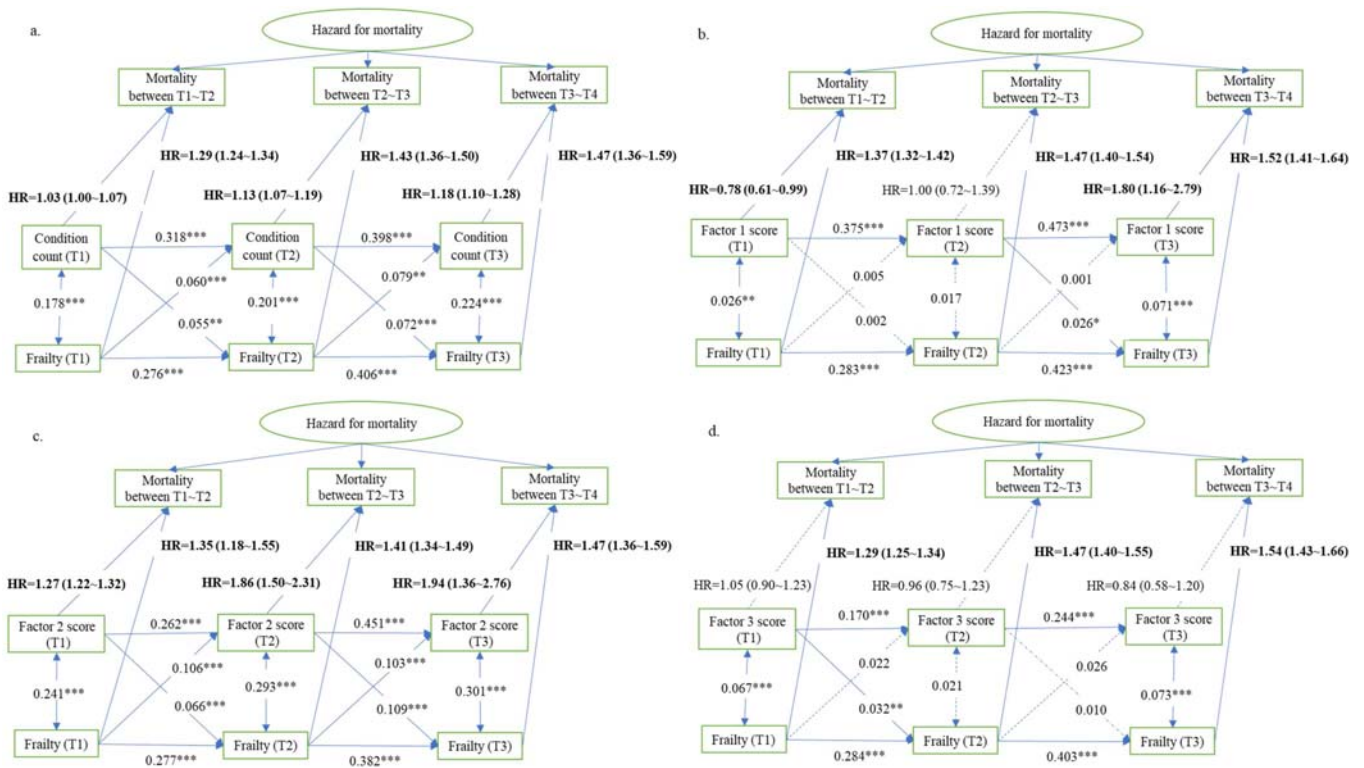 a.
Hazard for mortality
Mortality
between T1~T2
Mortality
between T2~T3
Mortality
between T3~T4
HR=1.29 (1.24~1.34)
HR=1.43 (1.36~1.50)
HR=1.47 (1.36~1.59)
HR=1.03 (1.00~1.07)
HR=1.13 (1.07~1.19)
HR=1.18 (1.10~1.28)
Condition
count (T1)
0.318***
Condition
count (T2)
0.398***
Condition
count (T3)
0.060***
0.079**
0.178***
0.201***
0.224***
0.055**
0.072***
Frailty (T1)
Frailty (T2)
Frailty (T3)
0.276***
0.406***
b.
Hazard for mortality
Mortality
between T1~T2
Mortality
between T2~T3
Mortality
between T3~T4
HR=1.37 (1.32~1.42)
HR=1.47 (1.40~1.54)
HR=1.52 (1.41~1.64)
HR=0.78 (0.61~0.99)
HR=1.00 (0.72~1.39)
HR=1.80 (1.16~2.79)
Factor 1 score
(T1)
0.375***
Factor 1 score
(T2)
0.473***
Factor 1 score
(T3)
0.005
0.001
0.026**
0.017
0.071***
0.002
0.026*
Frailty (T1)
Frailty (T2)
Frailty (T3)
0.283***
0.423***
c.
Hazard for mortality
Mortality
between T1~T2
Mortality
between T2~T3
Mortality
between T3~T4
HR=1.35 (1.18~1.55)
HR=1.41 (1.34~1.49)
HR=1.47 (1.36~1.59)
HR=1.27 (1.22~1.32)
HR=1.86 (1.50~2.31)
HR=1.94 (1.36~2.76)
Factor 2 score
(T1)
0.262***
Factor 2 score
(T2)
0.451***
Factor 2 score
(T3)
0.106***
0.103***
0.241***
0.293***
0.301***
0.066***
0.109***
Frailty (T1)
Frailty (T2)
Frailty (T3)
0.277***
0.382***
d.
Hazard for mortality
Mortality
between T1~T2
Mortality
between T2~T3
Mortality
between T3~T4
HR=1.29 (1.25~1.34)
HR=1.47 (1.40~1.55)
HR=1.54 (1.43~1.66)
HR=1.05 (0.90~1.23)
HR=0.96 (0.75~1.23)
HR=0.84 (0.58~1.20)
Factor 3 score
(T1)
0.170***
Factor 3 score
(T2)
0.244***
Factor 3 score
(T3)
0.022
0.026
0.067***
0.021
0.073***
0.032**
0.010
Frailty (T1)
Frailty (T2)
Frailty (T3)
0.284***
0.403***